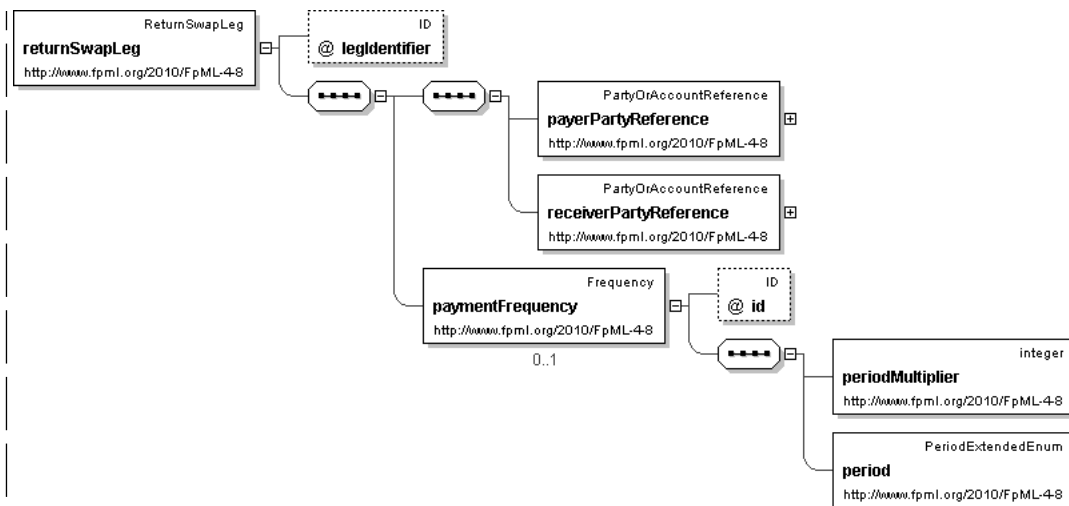 ReturnSwapLeg
returnSwapLeg
http://www.fpml.org/2010/FpML-4-8
ID
@ legIdentifier
PartyOrAccountReference
payerPartyReference
http://www.fpml.org/2010/FpML-4-8
PartyOrAccountReference
receiverPartyReference
http://www.fpml.org/2010/FpML-4-8
Frequency
paymentFrequency
http://www.fpml.org/2010/FpML-4-8
0..1
ID
@ id
integer
periodMultiplier
http://www.fpml.org/2010/FpML-4-8
PeriodExtendedEnum
period
http://www.fpml.org/2010/FpML-4-8